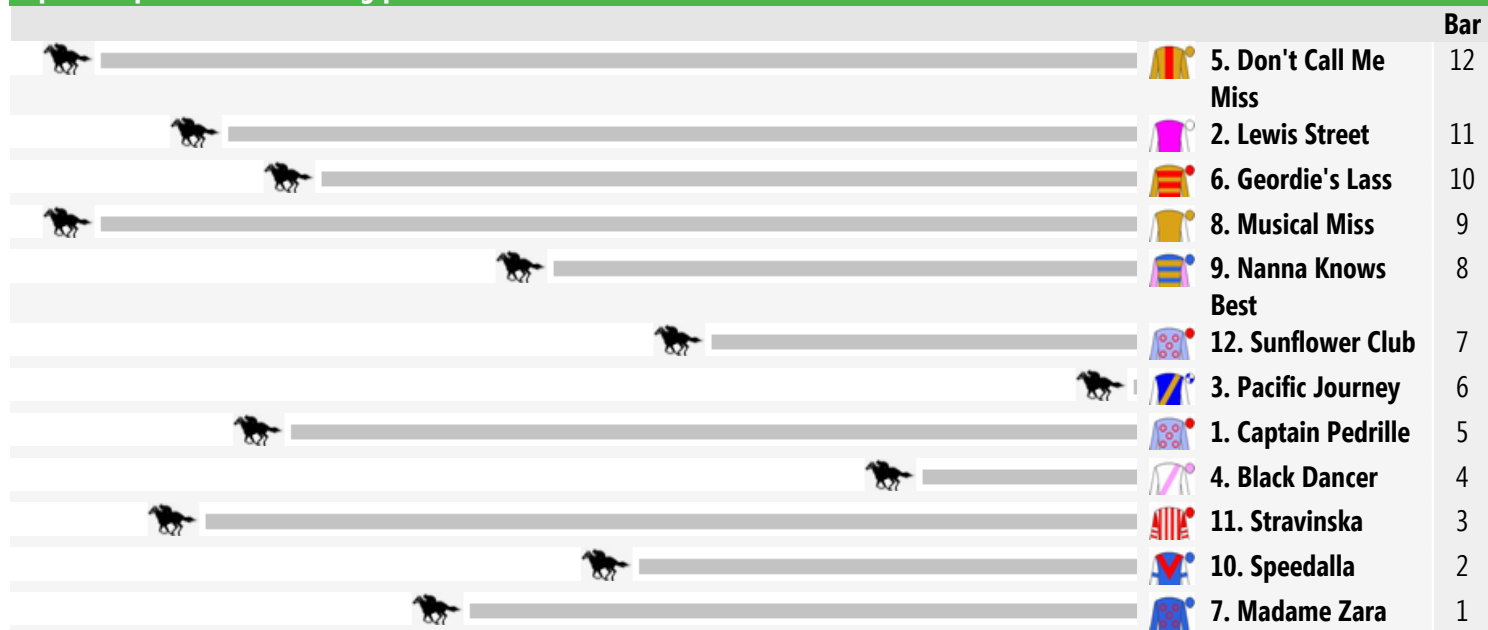 Bar
5. Don't Call Me 12
Miss
2. Lewis Street 11
6. Geordie's Lass 10
8. Musical Miss 9
9. Nanna Knows 8
Best
12. Sunflower Club 7
3. Pacific Journey 6
1. Captain Pedrille 5
4. Black Dancer 4
11. Stravinska 3
10. Speedalla 2
7. Madame Zara 1